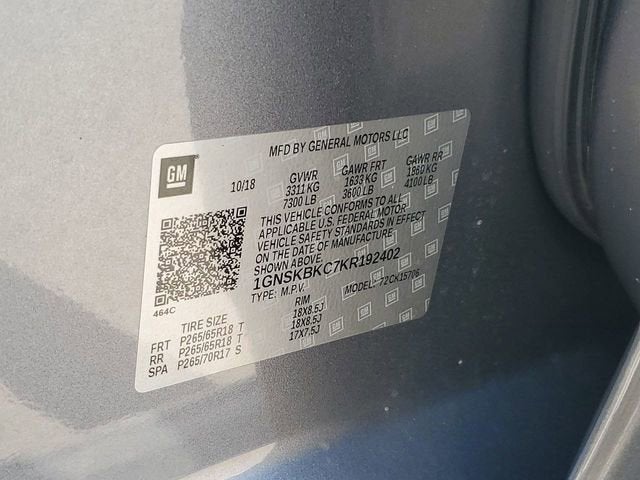 MFD BY GENERAL MOTORS LLC
GM
10/18 GVWR GAWR FRT GAWR RR
3311 KG 1633 KG 1860 KG
7300 LB 3600 LB 4100 LB
THIS VEHICLE CONFORMS TO ALL
APPLICABLE U.S. FEDERAL MOTOR
VEHICLE SAFETY STANDARDS IN EFFECT
ON THE DATE OF MANUFACTURE
SHOWN ABOVE.
1GNSKBKC7KR192402
TYPE: M.P.V. MODEL: 72CK15706
464C
TIRE SIZE RIM
FRT P265/65R18 T 18X8.5J
RR P265/65R18 T 18X8.5J
SPA P265/70R17 S 17X7.5J